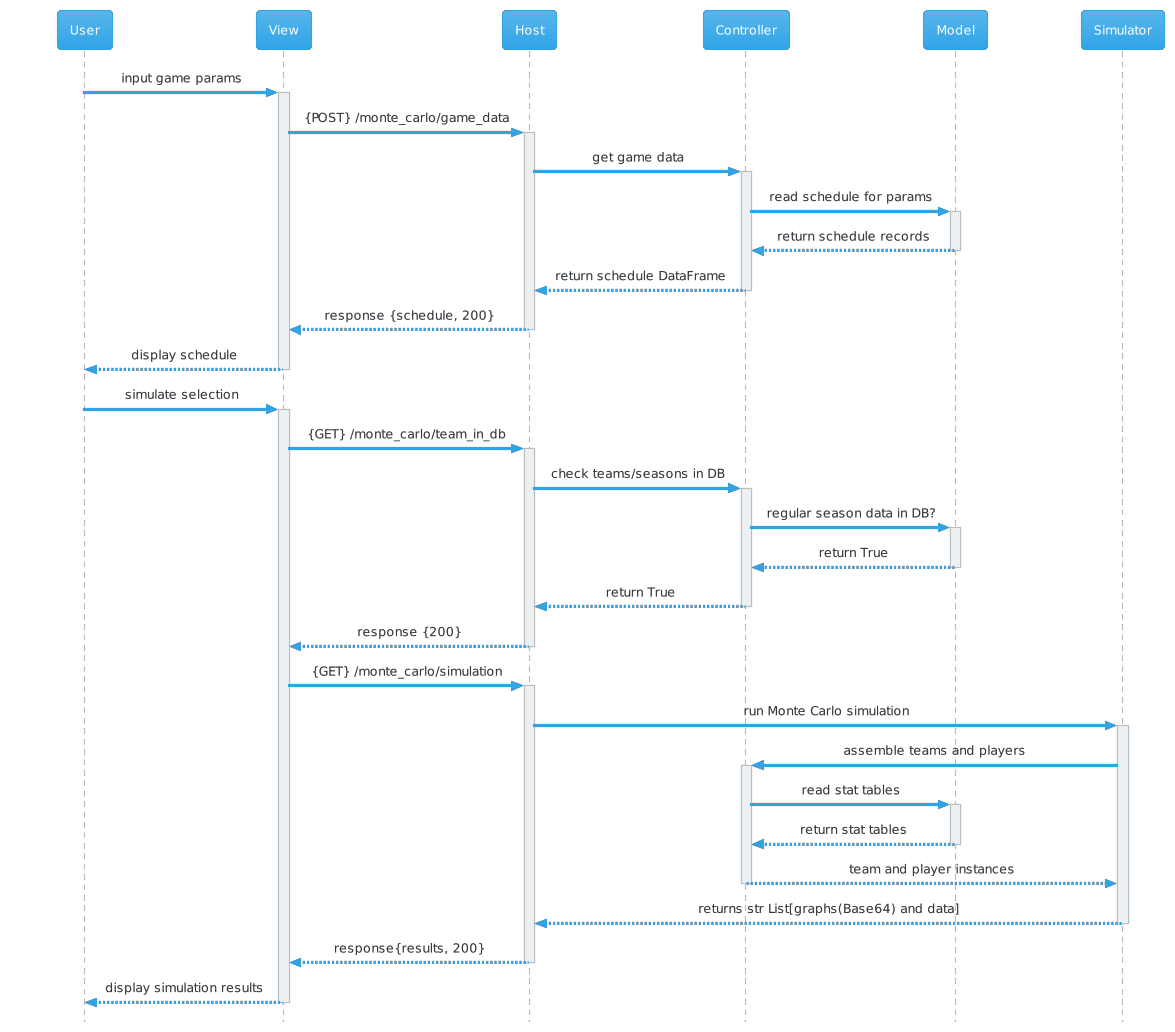 User
View
Host
Controller
Model
Simulator
input game params
{POST} /monte_carlo/game_data
get game data
read schedule for params
return schedule records
return schedule DataFrame
response {schedule, 200}
display schedule
simulate selection
{GET} /monte_carlo/team_in_db
check teams/seasons in DB
regular season data in DB?
return True
return True
response {200}
{GET} /monte_carlo/simulation
run Monte Carlo simulation
assemble teams and players
read stat tables
return stat tables
team and player instances
returns str List[graphs(Base64) and data]
response{results, 200}
display simulation results